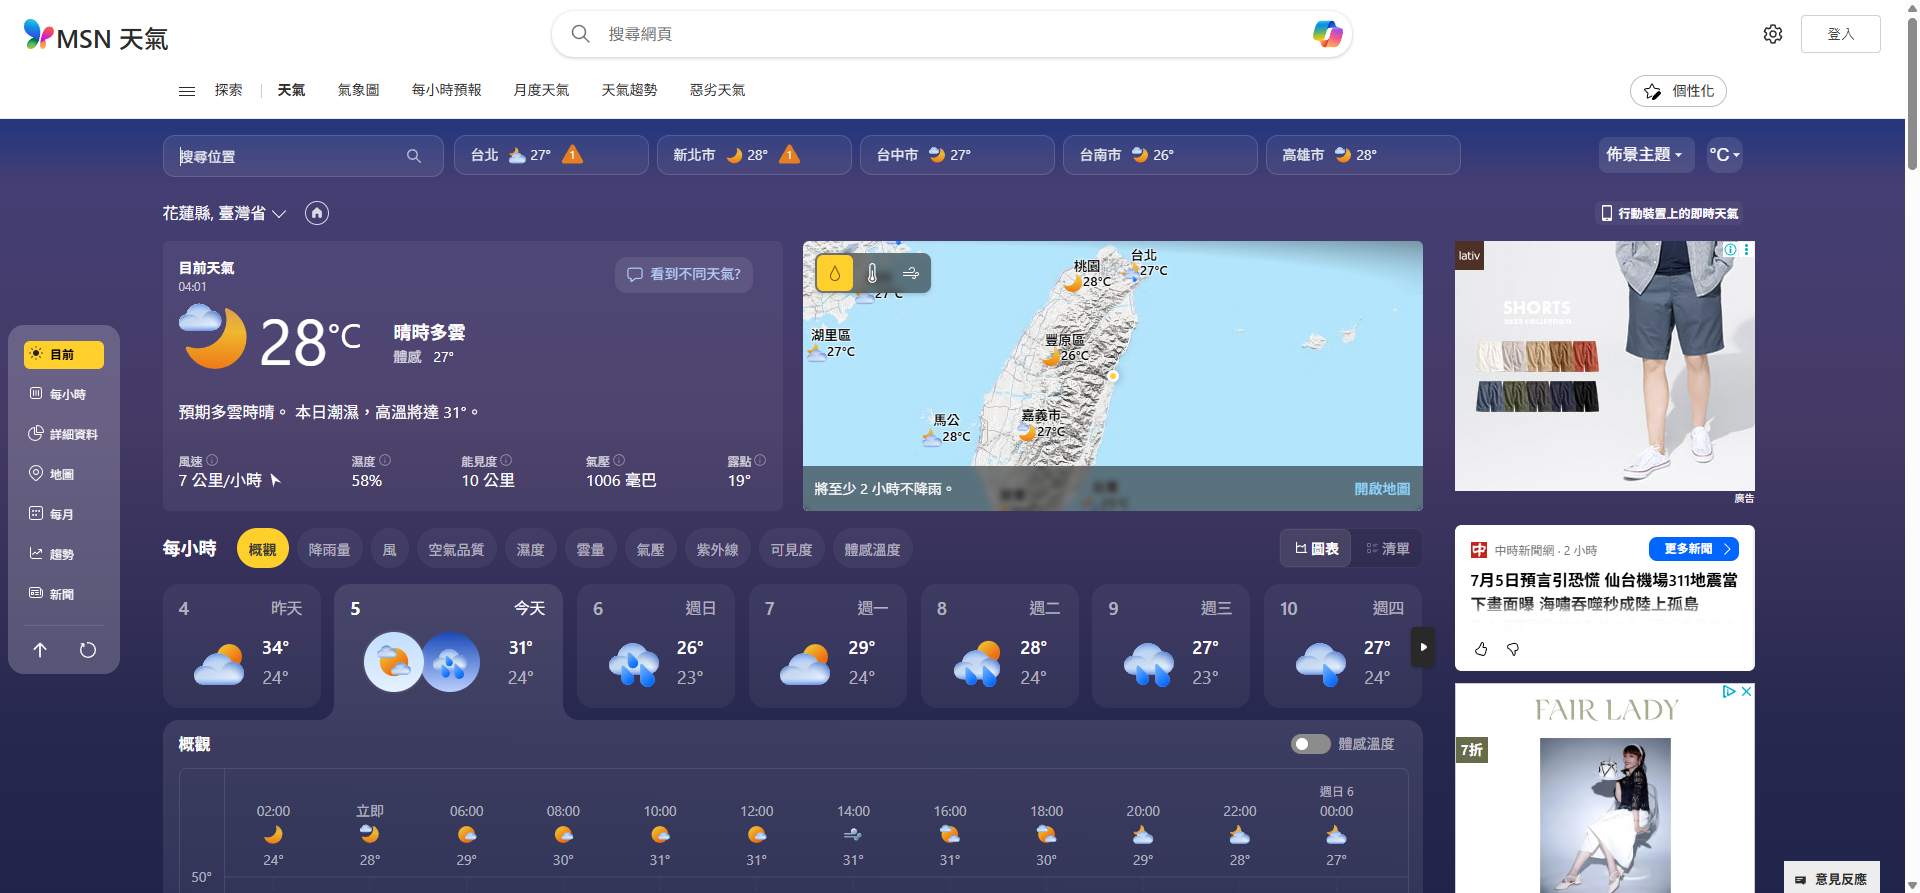 MSN 天氣
搜尋網頁
登入
探索
天氣
氣象圖
每小時預報
月度天氣
天氣趨勢
惡劣天氣
個性化
搜尋位置
台北 27° 1
新北市 28° 1
台中市 27°
台南市 26°
高雄市 28°
佈景主題
°C
花蓮縣, 臺灣省
行動裝置上的即時天氣
目前天氣
04:01
看到不同天氣?
28°C
晴時多雲
體感 27°
預期多雲時晴。 本日潮濕，高溫將達 31°。
風速
7 公里/小時
濕度
58%
能見度
10 公里
氣壓
1006 毫巴
露點
19°
目前
每小時
詳細資料
地圖
每月
趨勢
新聞
台北
27°C
桃園
28°C
27°C
湖里區
27°C
豐原區
26°C
馬公
28°C
嘉義市
27°C
將至少 2 小時不降雨。
開啟地圖
lativ
SHORTS
2022 COLLECTION
廣告
每小時
概觀
降雨量
風
空氣品質
濕度
雲量
氣壓
紫外線
可見度
體感溫度
圖表
清單
4 昨天
34°
24°
5 今天
31°
24°
6 週日
26°
23°
7 週一
29°
24°
8 週二
28°
24°
9 週三
27°
23°
10 週四
27°
24°
中時新聞網 · 2 小時
更多新聞
7月5日預言引恐慌 仙台機場311地震當
下畫面曝 海嘯吞噬秒成陸上孤島
概觀
體感溫度
週日 6
02:00 立即 06:00 08:00 10:00 12:00 14:00 16:00 18:00 20:00 22:00 00:00
24° 28° 29° 30° 31° 31° 31° 31° 30° 29° 28° 27°
50°
FAIR LADY
7折
意見反應